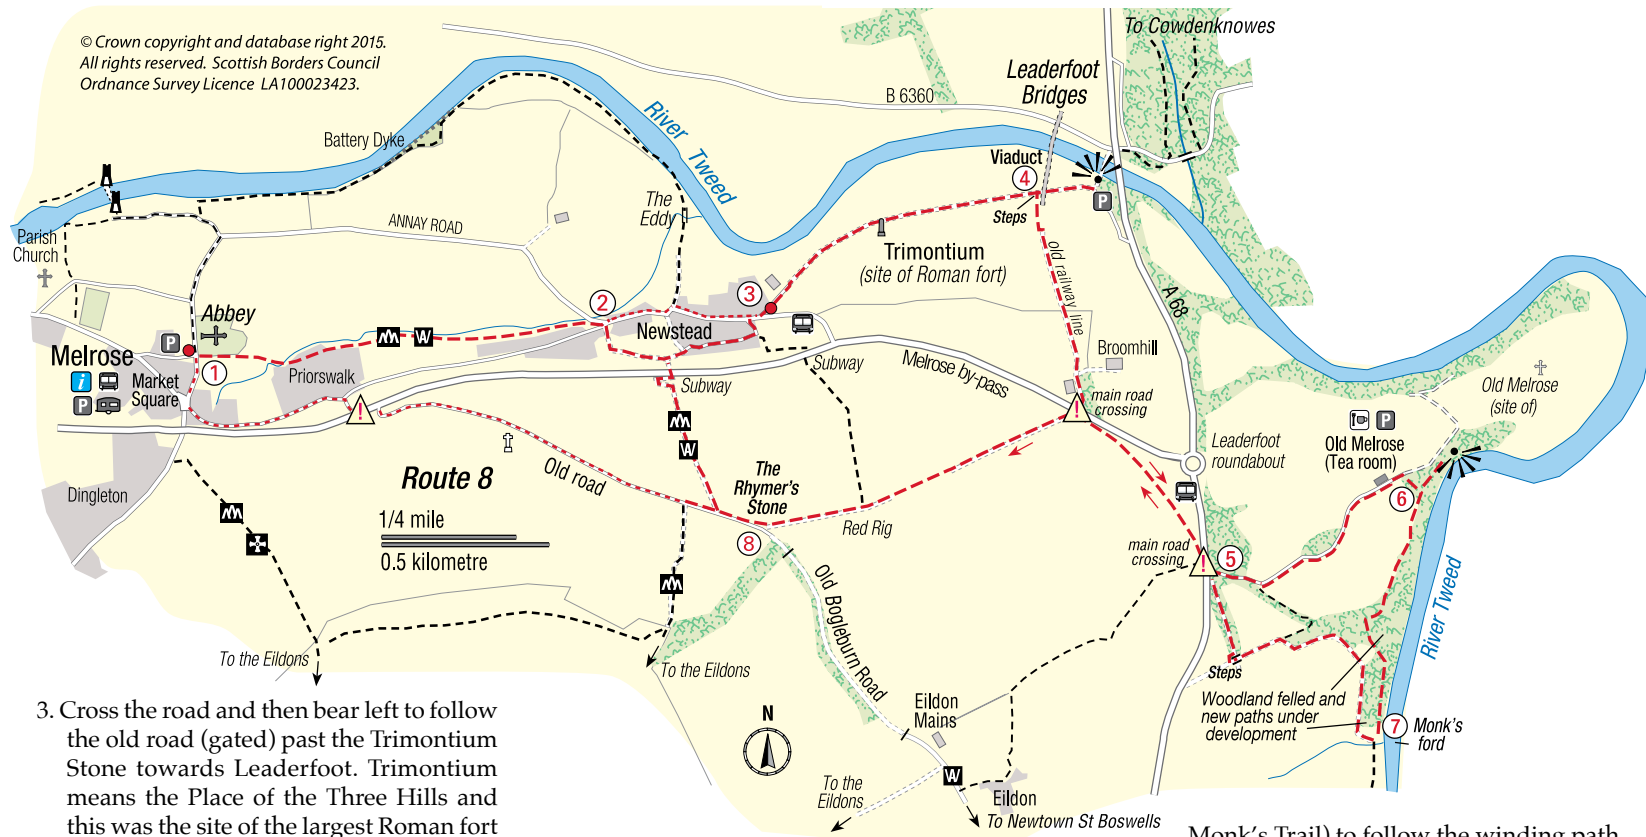 © Crown copyright and database right 2015.
All rights reserved. Scottish Borders Council
Ordnance Survey Licence LA100023423.
To Cowdenknowes
Leaderfoot
Bridges
B 6360
River
Tweed
Battery Dyke
Viaduct
4
Steps
P
The
Eddy
ANNAY ROAD
Parish
Church
Trimontium
(site of Roman fort)
old railway line
A 68
Abbey
2
3
Newstead
P
Melrose
i
P
Market
Square
1
Priorswalk
Subway
Subway
Melrose by-pass
Broomhill
main road
crossing
!
!
Old Melrose
(site of)
P
Old Melrose
(Tea room)
Leaderfoot
roundabout
W
W
Route 8
1/4 mile
0.5 kilometre
Old road
The
Rhymer's
Stone
8
Red Rig
6
Dingleton
main road
crossing
!
5
River Tweed
Old Bogleburn Road
To the Eildons
To the Eildons
Steps
Woodland felled and
new paths under
development
7
Monk's
ford
Eildon
Mains
N
W
To the
Eildons
Eildon
To Newtown St Boswells
3. Cross the road and then bear left to follow
the old road (gated) past the Trimontium
Stone towards Leaderfoot. Trimontium
means the Place of the Three Hills and
this was the site of the largest Roman fort
Monk's Trail) to follow the winding path